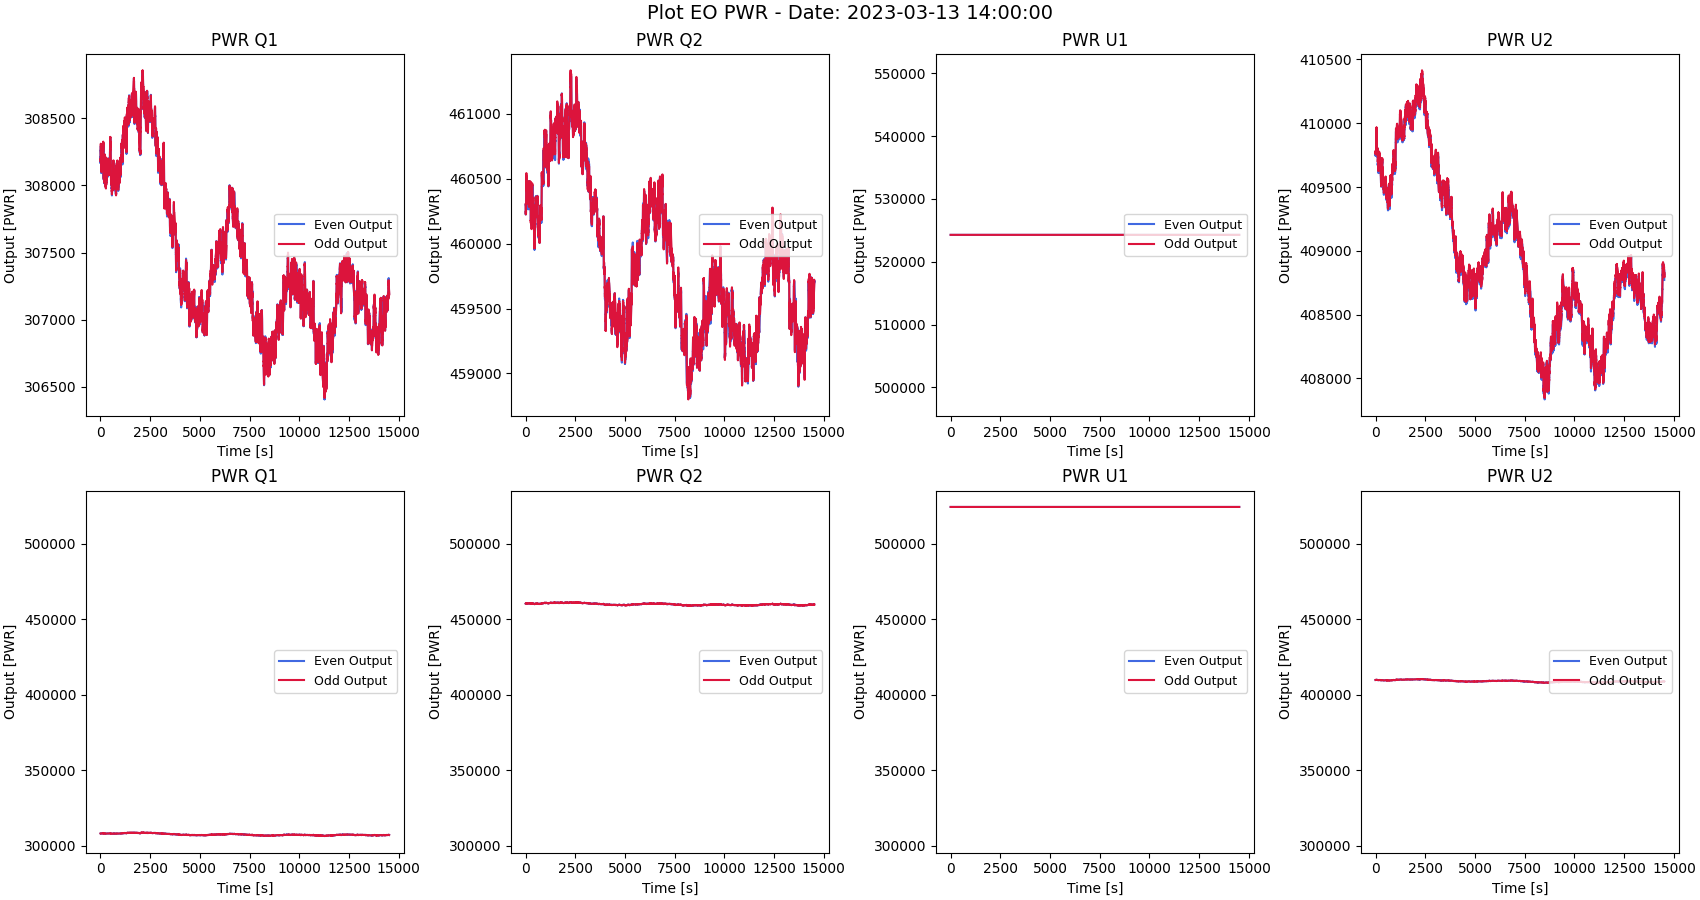 Plot EO PWR - Date: 2023-03-13 14:00:00
PWR Q1
308500
308000
307500
307000
306500
Output [PWR]
0 2500 5000 7500 10000 12500 15000
Time [s]
Even Output
Odd Output
PWR Q2
461000
460500
460000
459500
459000
Output [PWR]
0 2500 5000 7500 10000 12500 15000
Time [s]
Even Output
Odd Output
PWR U1
550000
540000
530000
520000
510000
500000
Output [PWR]
0 2500 5000 7500 10000 12500 15000
Time [s]
Even Output
Odd Output
PWR U2
410500
410000
409500
409000
408500
408000
Output [PWR]
0 2500 5000 7500 10000 12500 15000
Time [s]
Even Output
Odd Output
PWR Q1
500000
450000
400000
350000
300000
Output [PWR]
0 2500 5000 7500 10000 12500 15000
Time [s]
Even Output
Odd Output
PWR Q2
500000
450000
400000
350000
300000
Output [PWR]
0 2500 5000 7500 10000 12500 15000
Time [s]
Even Output
Odd Output
PWR U1
500000
450000
400000
350000
300000
Output [PWR]
0 2500 5000 7500 10000 12500 15000
Time [s]
Even Output
Odd Output
PWR U2
500000
450000
400000
350000
300000
Output [PWR]
0 2500 5000 7500 10000 12500 15000
Time [s]
Even Output
Odd Output